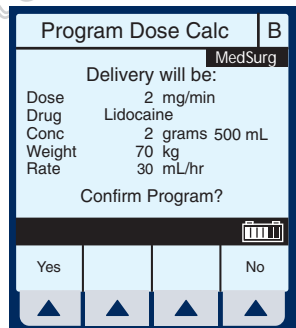 Program Dose Calc B
MedSurg
Delivery will be:
Dose 2 mg/min
Drug Lidocaine
Conc 2 grams 500 mL
Weight 70 kg
Rate 30 mL/hr
Confirm Program?
Yes No